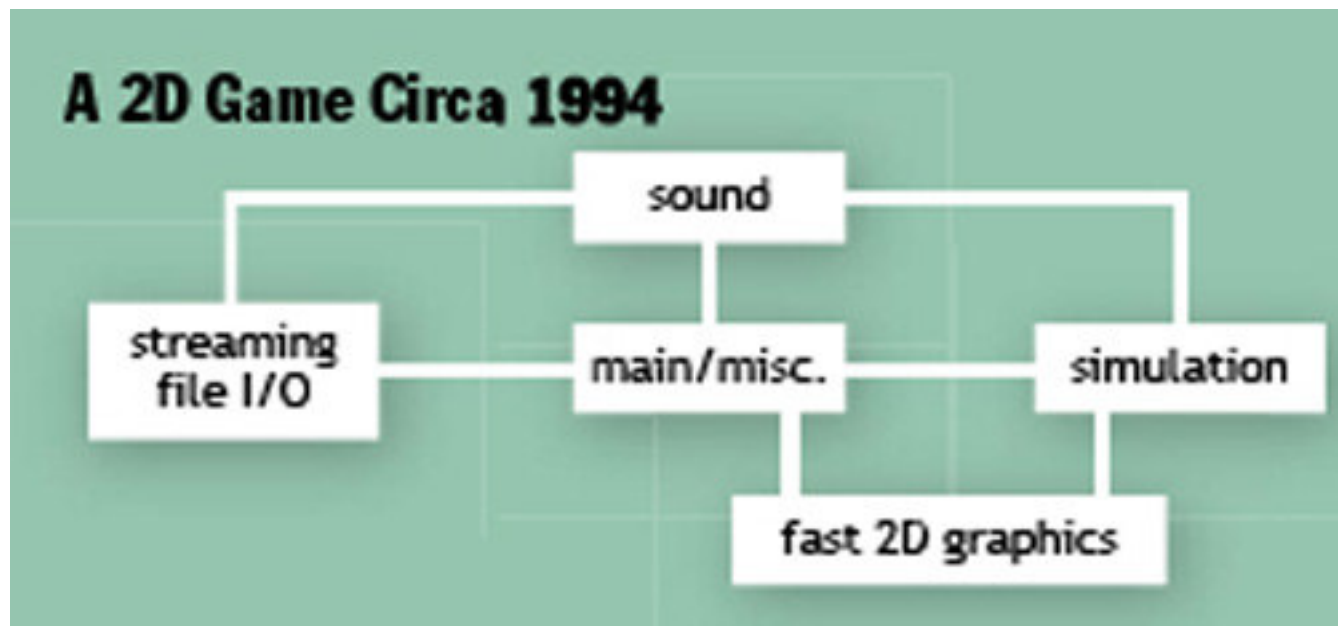 A 2D Game Circa 1994
sound
streaming
file I/O
main/misc.
simulation
fast 2D graphics